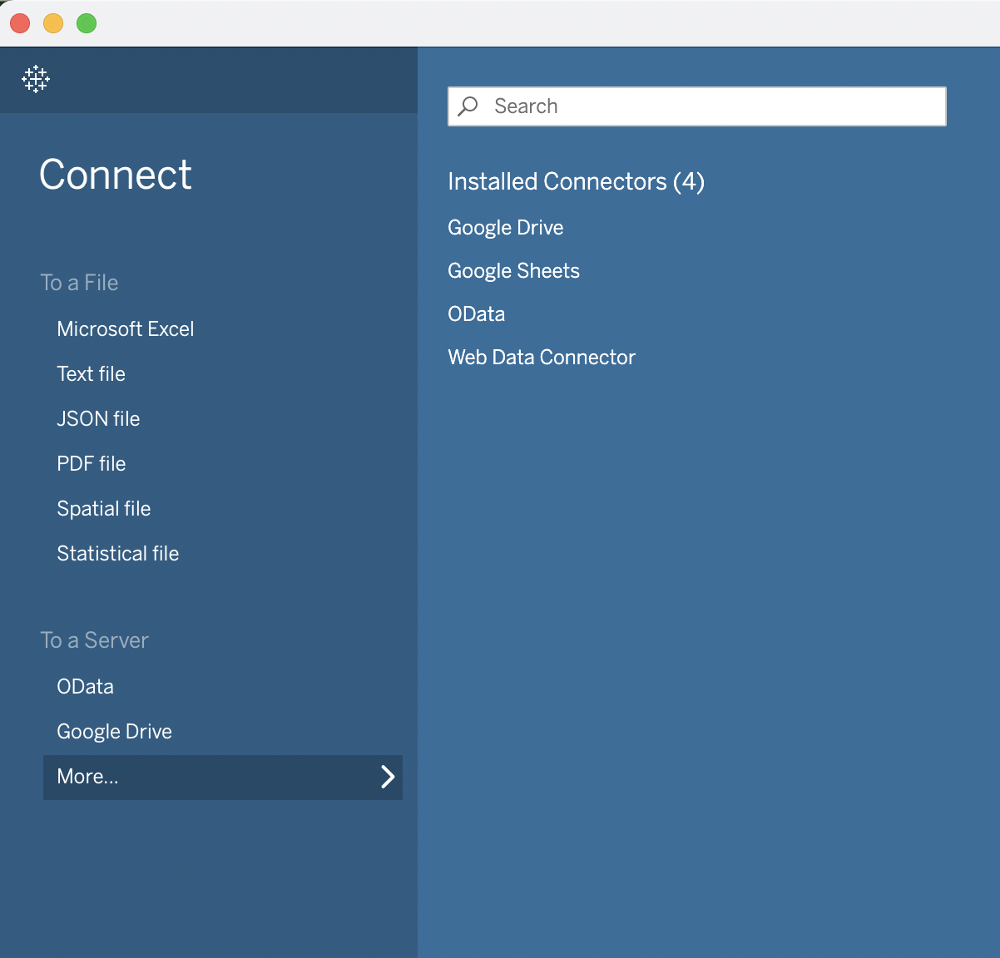 Connect
To a File
Microsoft Excel
Text file
JSON file
PDF file
Spatial file
Statistical file
To a Server
OData
Google Drive
More...
Search
Installed Connectors (4)
Google Drive
Google Sheets
OData
Web Data Connector